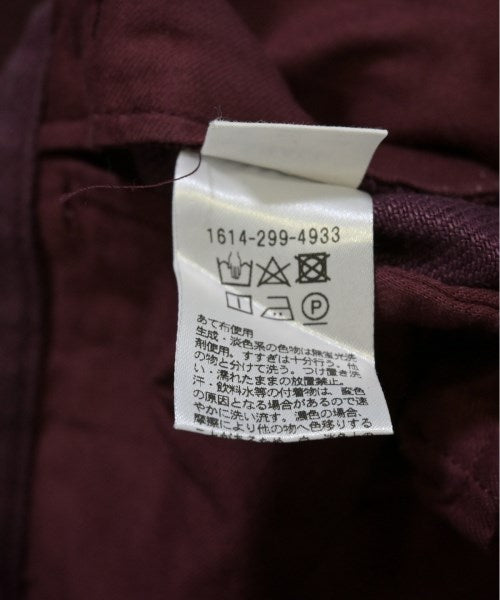 1614-299-4933
P
あて布使用
生成・淡色系の色物は無蛍光洗
剤使用。すすぎは十分行う。他
の物と分けて洗う。つけ置き洗
い・濡れたままの放置禁止。
汗・飲料水等の付着物は、変色
の原因となる場合があるので速
やかに洗い流す。濃色の場合、
摩擦により他の物へ色移りする